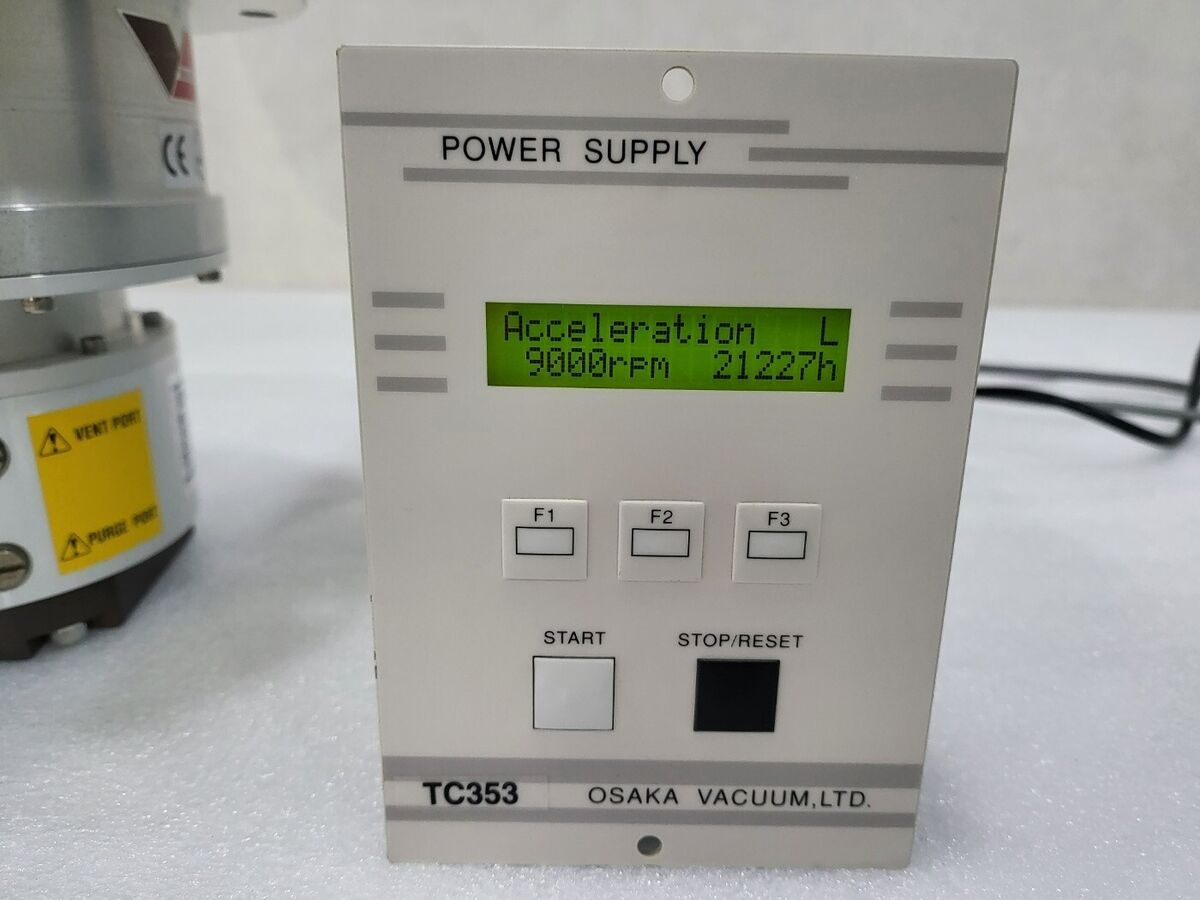 CE
POWER SUPPLY
Acceleration L
9000rpm 21227h
VENT PORT
PURGE PORT
F1 F2 F3
START STOP/RESET
TC353 OSAKA VACUUM,LTD.